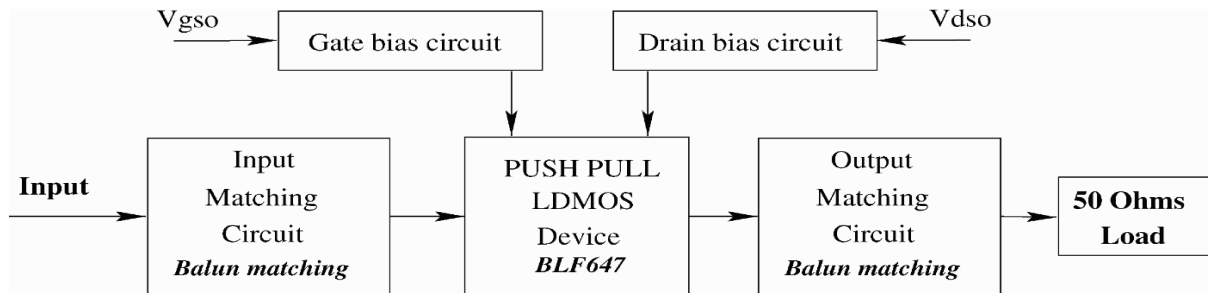 Vgso
Gate bias circuit
Drain bias circuit
Vdso
Input
Input
Matching
Circuit
Balun matching
PUSH PULL
LDMOS
Device
BLF647
Output
Matching
Circuit
Balun matching
50 Ohms
Load